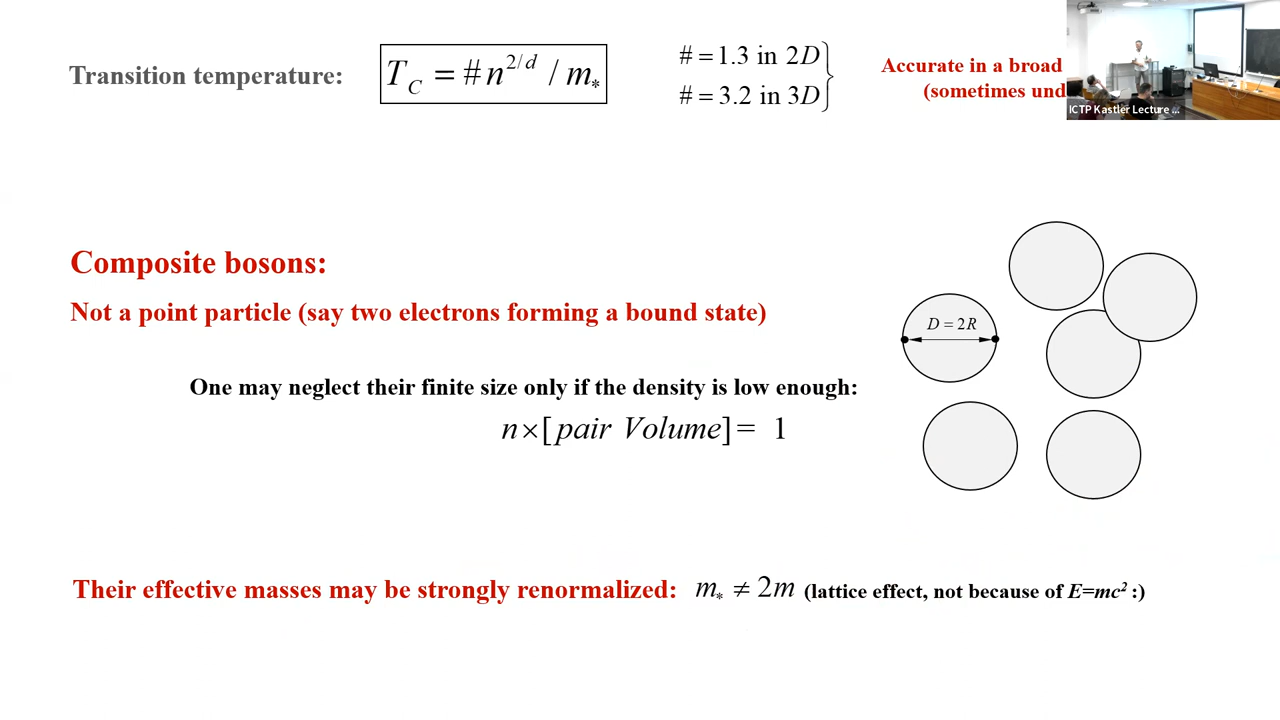 Transition temperature:
T_C = # n^{2/d} / m_*
# = 1.3 in 2D
# = 3.2 in 3D
Accurate in a broad
(sometimes und
ICTP Kastler Lecture ...
Composite bosons:
Not a point particle (say two electrons forming a bound state)
D = 2R
One may neglect their finite size only if the density is low enough:
n×[pair Volume]= 1
Their effective masses may be strongly renormalized: m_* ≠ 2m (lattice effect, not because of E=mc² :)